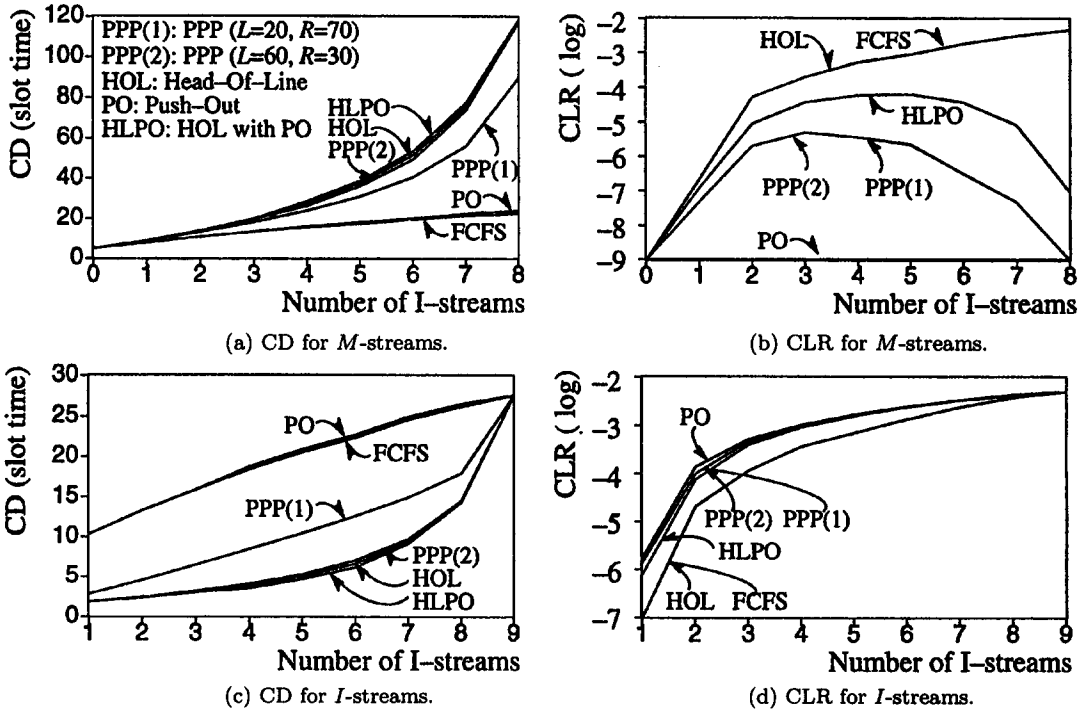 120
100
80
60
40
20
0
CD (slot time)
PPP(1): PPP (L=20, R=70)
PPP(2): PPP (L=60, R=30)
HOL: Head–Of–Line
PO: Push–Out
HLPO: HOL with PO
HLPO
HOL
PPP(2)
PPP(1)
PO
FCFS
0 1 2 3 4 5 6 7 8
Number of I–streams
(a) CD for M-streams.
−2
−3
−4
−5
−6
−7
−8
−9
CLR ( log)
HOL FCFS
HLPO
PPP(2) PPP(1)
PO
0 1 2 3 4 5 6 7 8
Number of I–streams
(b) CLR for M-streams.
30
25
20
15
10
5
0
CD (slot time)
PO
FCFS
PPP(1)
PPP(2)
HOL
HLPO
1 2 3 4 5 6 7 8 9
Number of I–streams
(c) CD for I-streams.
−2
−3
−4
−5
−6
−7
CLR ( log)
PO
PPP(2) PPP(1)
HLPO
HOL FCFS
1 2 3 4 5 6 7 8 9
Number of I–streams
(d) CLR for I-streams.